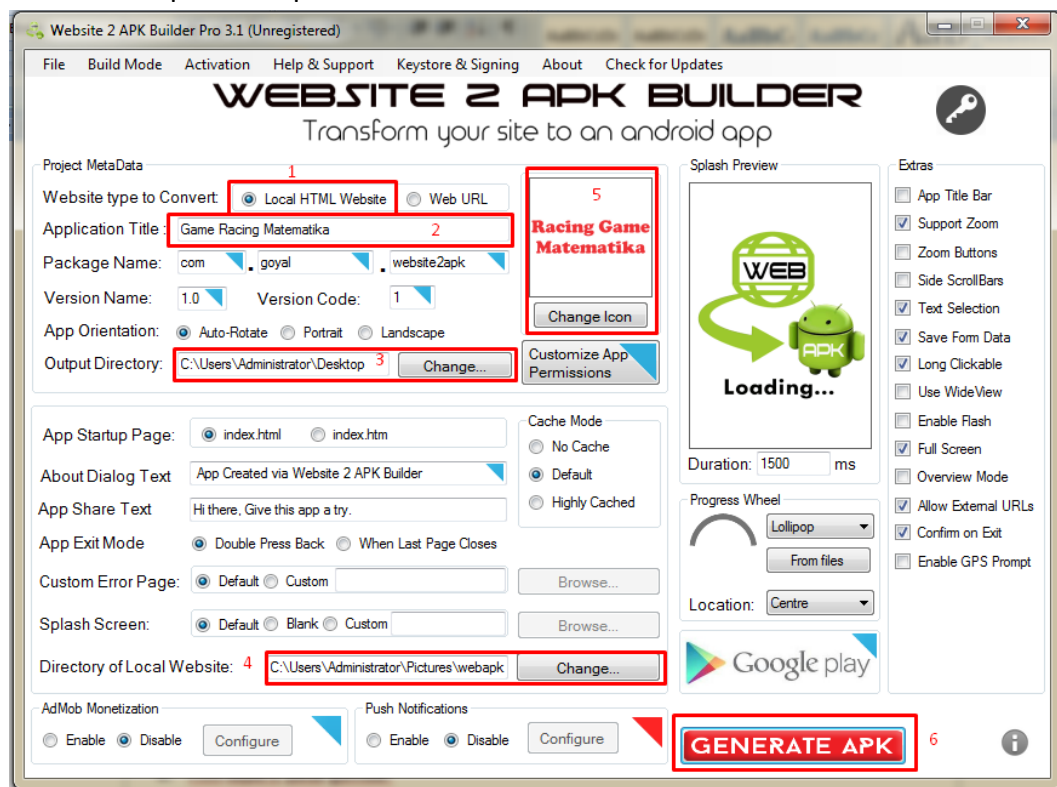 Website 2 APK Builder Pro 3.1 (Unregistered)
File Build Mode Activation Help & Support Keystore & Signing About Check for Updates
WEBSITE 2 APK BUILDER
Transform your site to an android app
Project MetaData
1
Website type to Convert: Local HTML Website Web URL
Application Title : Game Racing Matematika 2
Package Name: com . goyal . website2apk
Version Name: 1.0 Version Code: 1
App Orientation: Auto-Rotate Portrait Landscape
Output Directory: C:\Users\Administrator\Desktop 3 Change...
5
Racing Game
Matematika
Change Icon
Customize App
Permissions
Splash Preview
WEB
APK
Loading...
Duration: 1500 ms
Extras
App Title Bar
Support Zoom
Zoom Buttons
Side ScrollBars
Text Selection
Save Form Data
Long Clickable
Use WideView
Enable Flash
Full Screen
Overview Mode
Allow External URLs
Confirm on Exit
Enable GPS Prompt
App Startup Page: index.html index.htm
About Dialog Text App Created via Website 2 APK Builder
App Share Text Hi there, Give this app a try.
App Exit Mode Double Press Back When Last Page Closes
Custom Error Page: Default Custom Browse...
Splash Screen: Default Blank Custom Browse...
Directory of Local Website: 4 C:\Users\Administrator\Pictures\webapk Change...
Cache Mode
No Cache
Default
Highly Cached
Progress Wheel
Lollipop
From files
Location: Centre
Google play
AdMob Monetization
Enable Disable Configure
Push Notifications
Enable Disable Configure
GENERATE APK 6